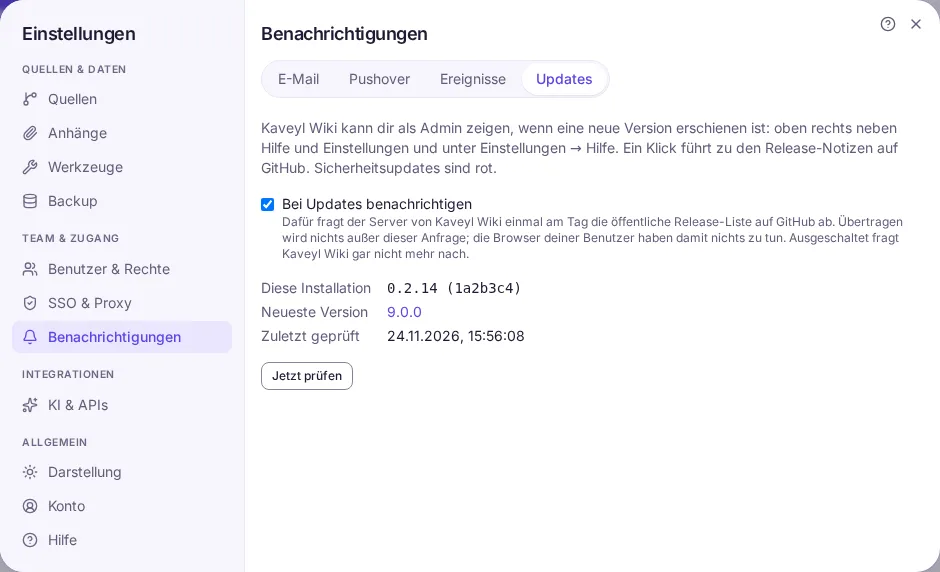 Einstellungen
QUELLEN & DATEN
Quellen
Anhänge
Werkzeuge
Backup
TEAM & ZUGANG
Benutzer & Rechte
SSO & Proxy
Benachrichtigungen
INTEGRATIONEN
KI & APIs
ALLGEMEIN
Darstellung
Konto
Hilfe
Benachrichtigungen
E-Mail Pushover Ereignisse Updates
Kaveyl Wiki kann dir als Admin zeigen, wenn eine neue Version erschienen ist: oben rechts neben
Hilfe und Einstellungen und unter Einstellungen → Hilfe. Ein Klick führt zu den Release-Notizen auf
GitHub. Sicherheitsupdates sind rot.
Bei Updates benachrichtigen
Dafür fragt der Server von Kaveyl Wiki einmal am Tag die öffentliche Release-Liste auf GitHub ab. Übertragen
wird nichts außer dieser Anfrage; die Browser deiner Benutzer haben damit nichts zu tun. Ausgeschaltet fragt
Kaveyl Wiki gar nicht mehr nach.
Diese Installation 0.2.14 (1a2b3c4)
Neueste Version 9.0.0
Zuletzt geprüft 24.11.2026, 15:56:08
Jetzt prüfen